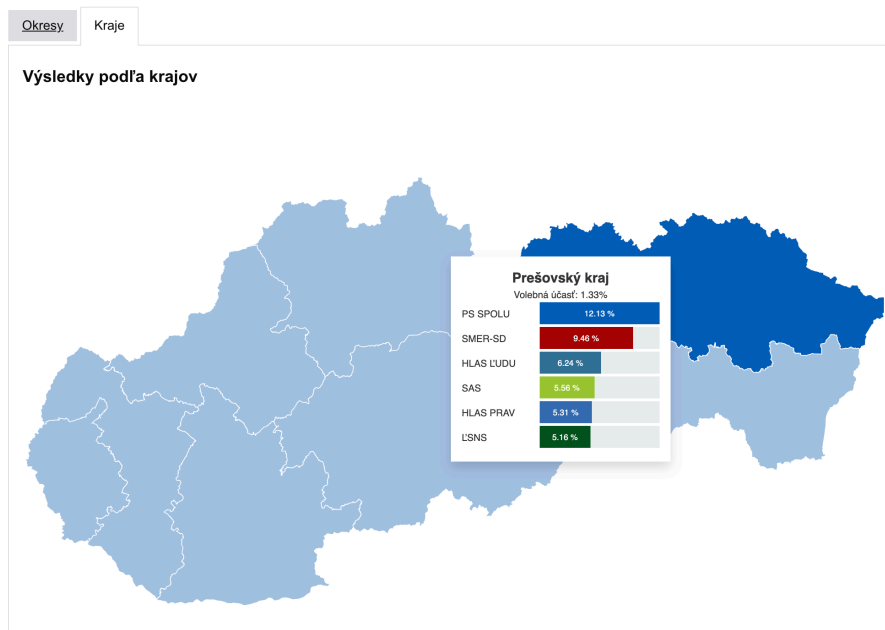 Okresy
Kraje
Výsledky podľa krajov
Prešovský kraj
Volebná účasť: 1.33%
PS SPOLU 12.13 %
SMER-SD 9.46 %
HLAS ĽUDU 6.24 %
SAS 5.56 %
HLAS PRAV 5.31 %
ĽSNS 5.16 %